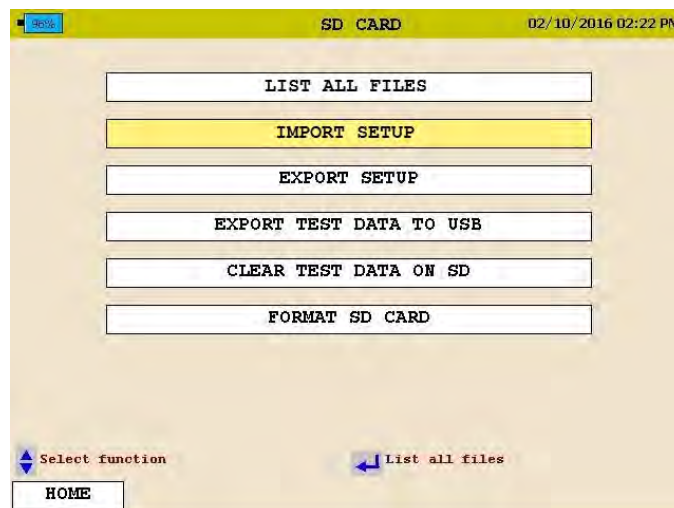 96% SD CARD 02/10/2016 02:22 PM
LIST ALL FILES
IMPORT SETUP
EXPORT SETUP
EXPORT TEST DATA TO USB
CLEAR TEST DATA ON SD
FORMAT SD CARD
Select function List all files
HOME